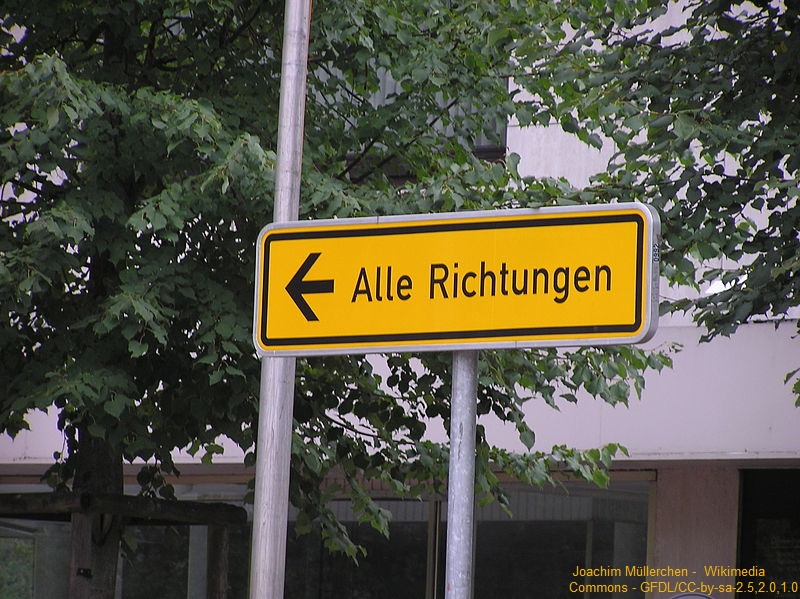 Alle Richtungen
Joachim Müllerchen - Wikimedia
Commons - GFDL/CC-by-sa-2.5,2.0,1.0